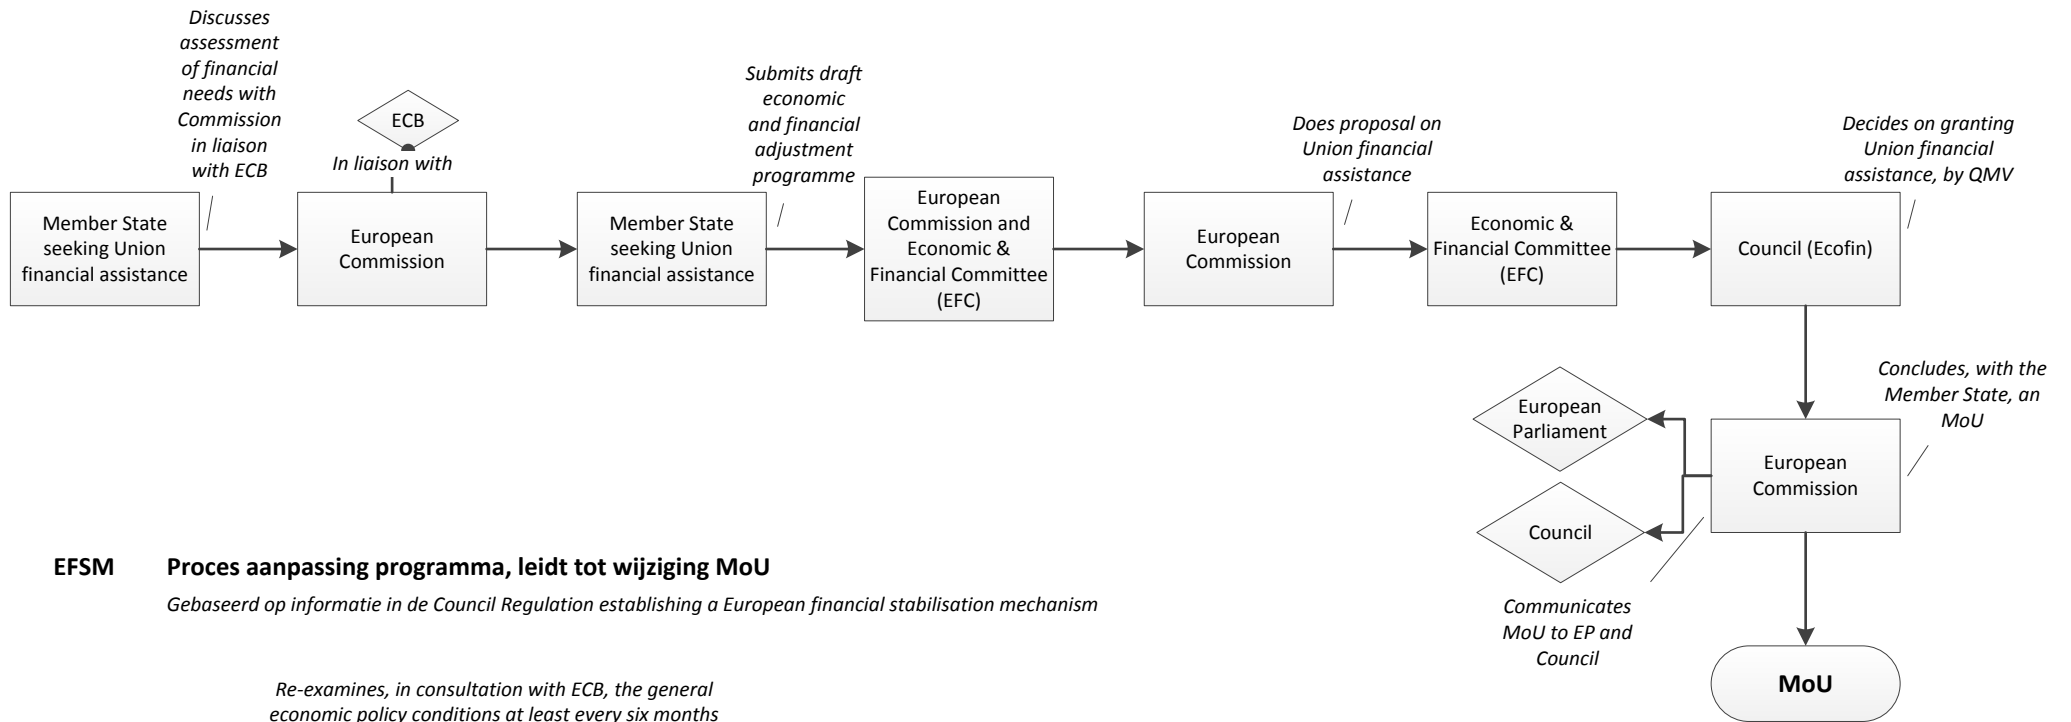 Discusses
assessment
of financial
needs with
Commission
in liaison
with ECB
ECB
In liaison with
Submits draft
economic
and financial
adjustment
programme
Does proposal on
Union financial
assistance
Decides on granting
Union financial
assistance, by QMV
Member State
seeking Union
financial assistance
European
Commission
Member State
seeking Union
financial assistance
European
Commission and
Economic &
Financial Committee
(EFC)
European
Commission
Economic &
Financial Committee
(EFC)
Council (Ecofin)
Concludes, with the
Member State, an
MoU
European
Parliament
European
Commission
Council
Communicates
MoU to EP and
Council
MoU
EFSM Proces aanpassing programma, leidt tot wijziging MoU
Gebaseerd op informatie in de Council Regulation establishing a European financial stabilisation mechanism
Re-examines, in consultation with ECB, the general
economic policy conditions at least every six months